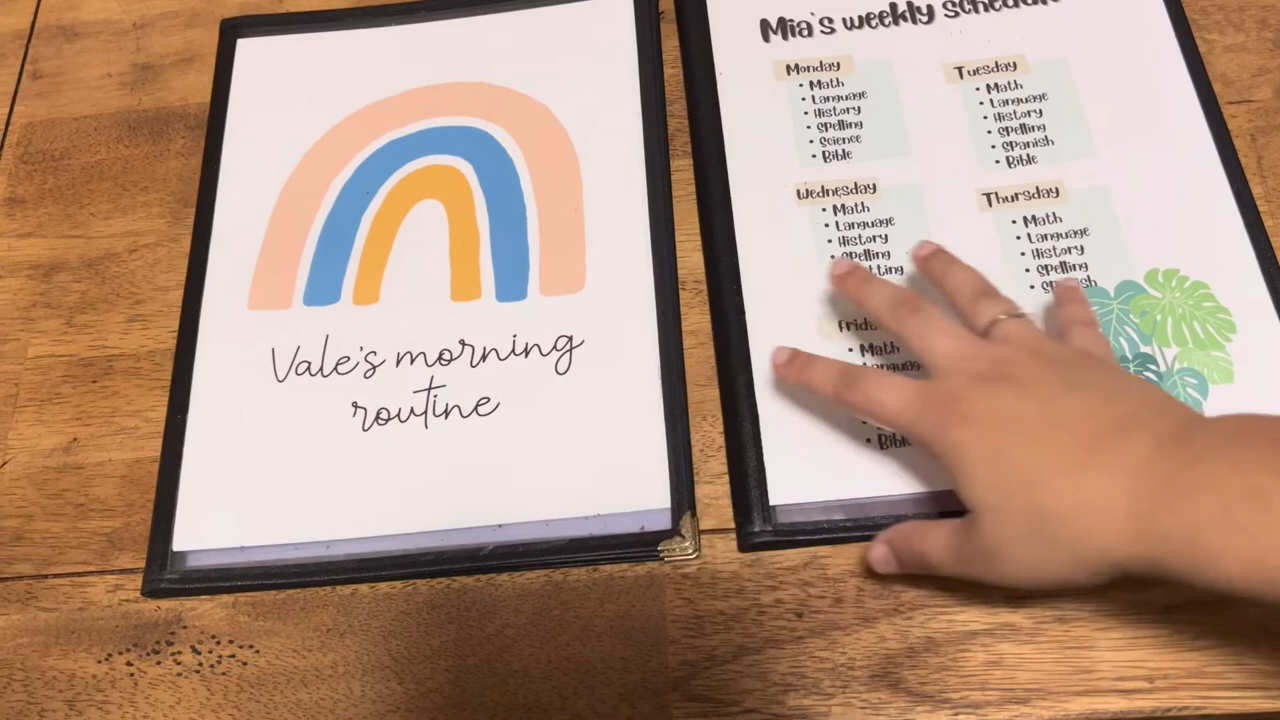 Vale's morning
routine
Mia's weekly schedule
Monday
• Math
• Language
• History
• Spelling
• Science
• Bible
Tuesday
• Math
• Language
• History
• Spelling
• Spanish
• Bible
Wednesday
• Math
• Language
• History
• Spelling
Thursday
• Math
• Language
• History
• Spelling
• Spanish
• Math
• Bible